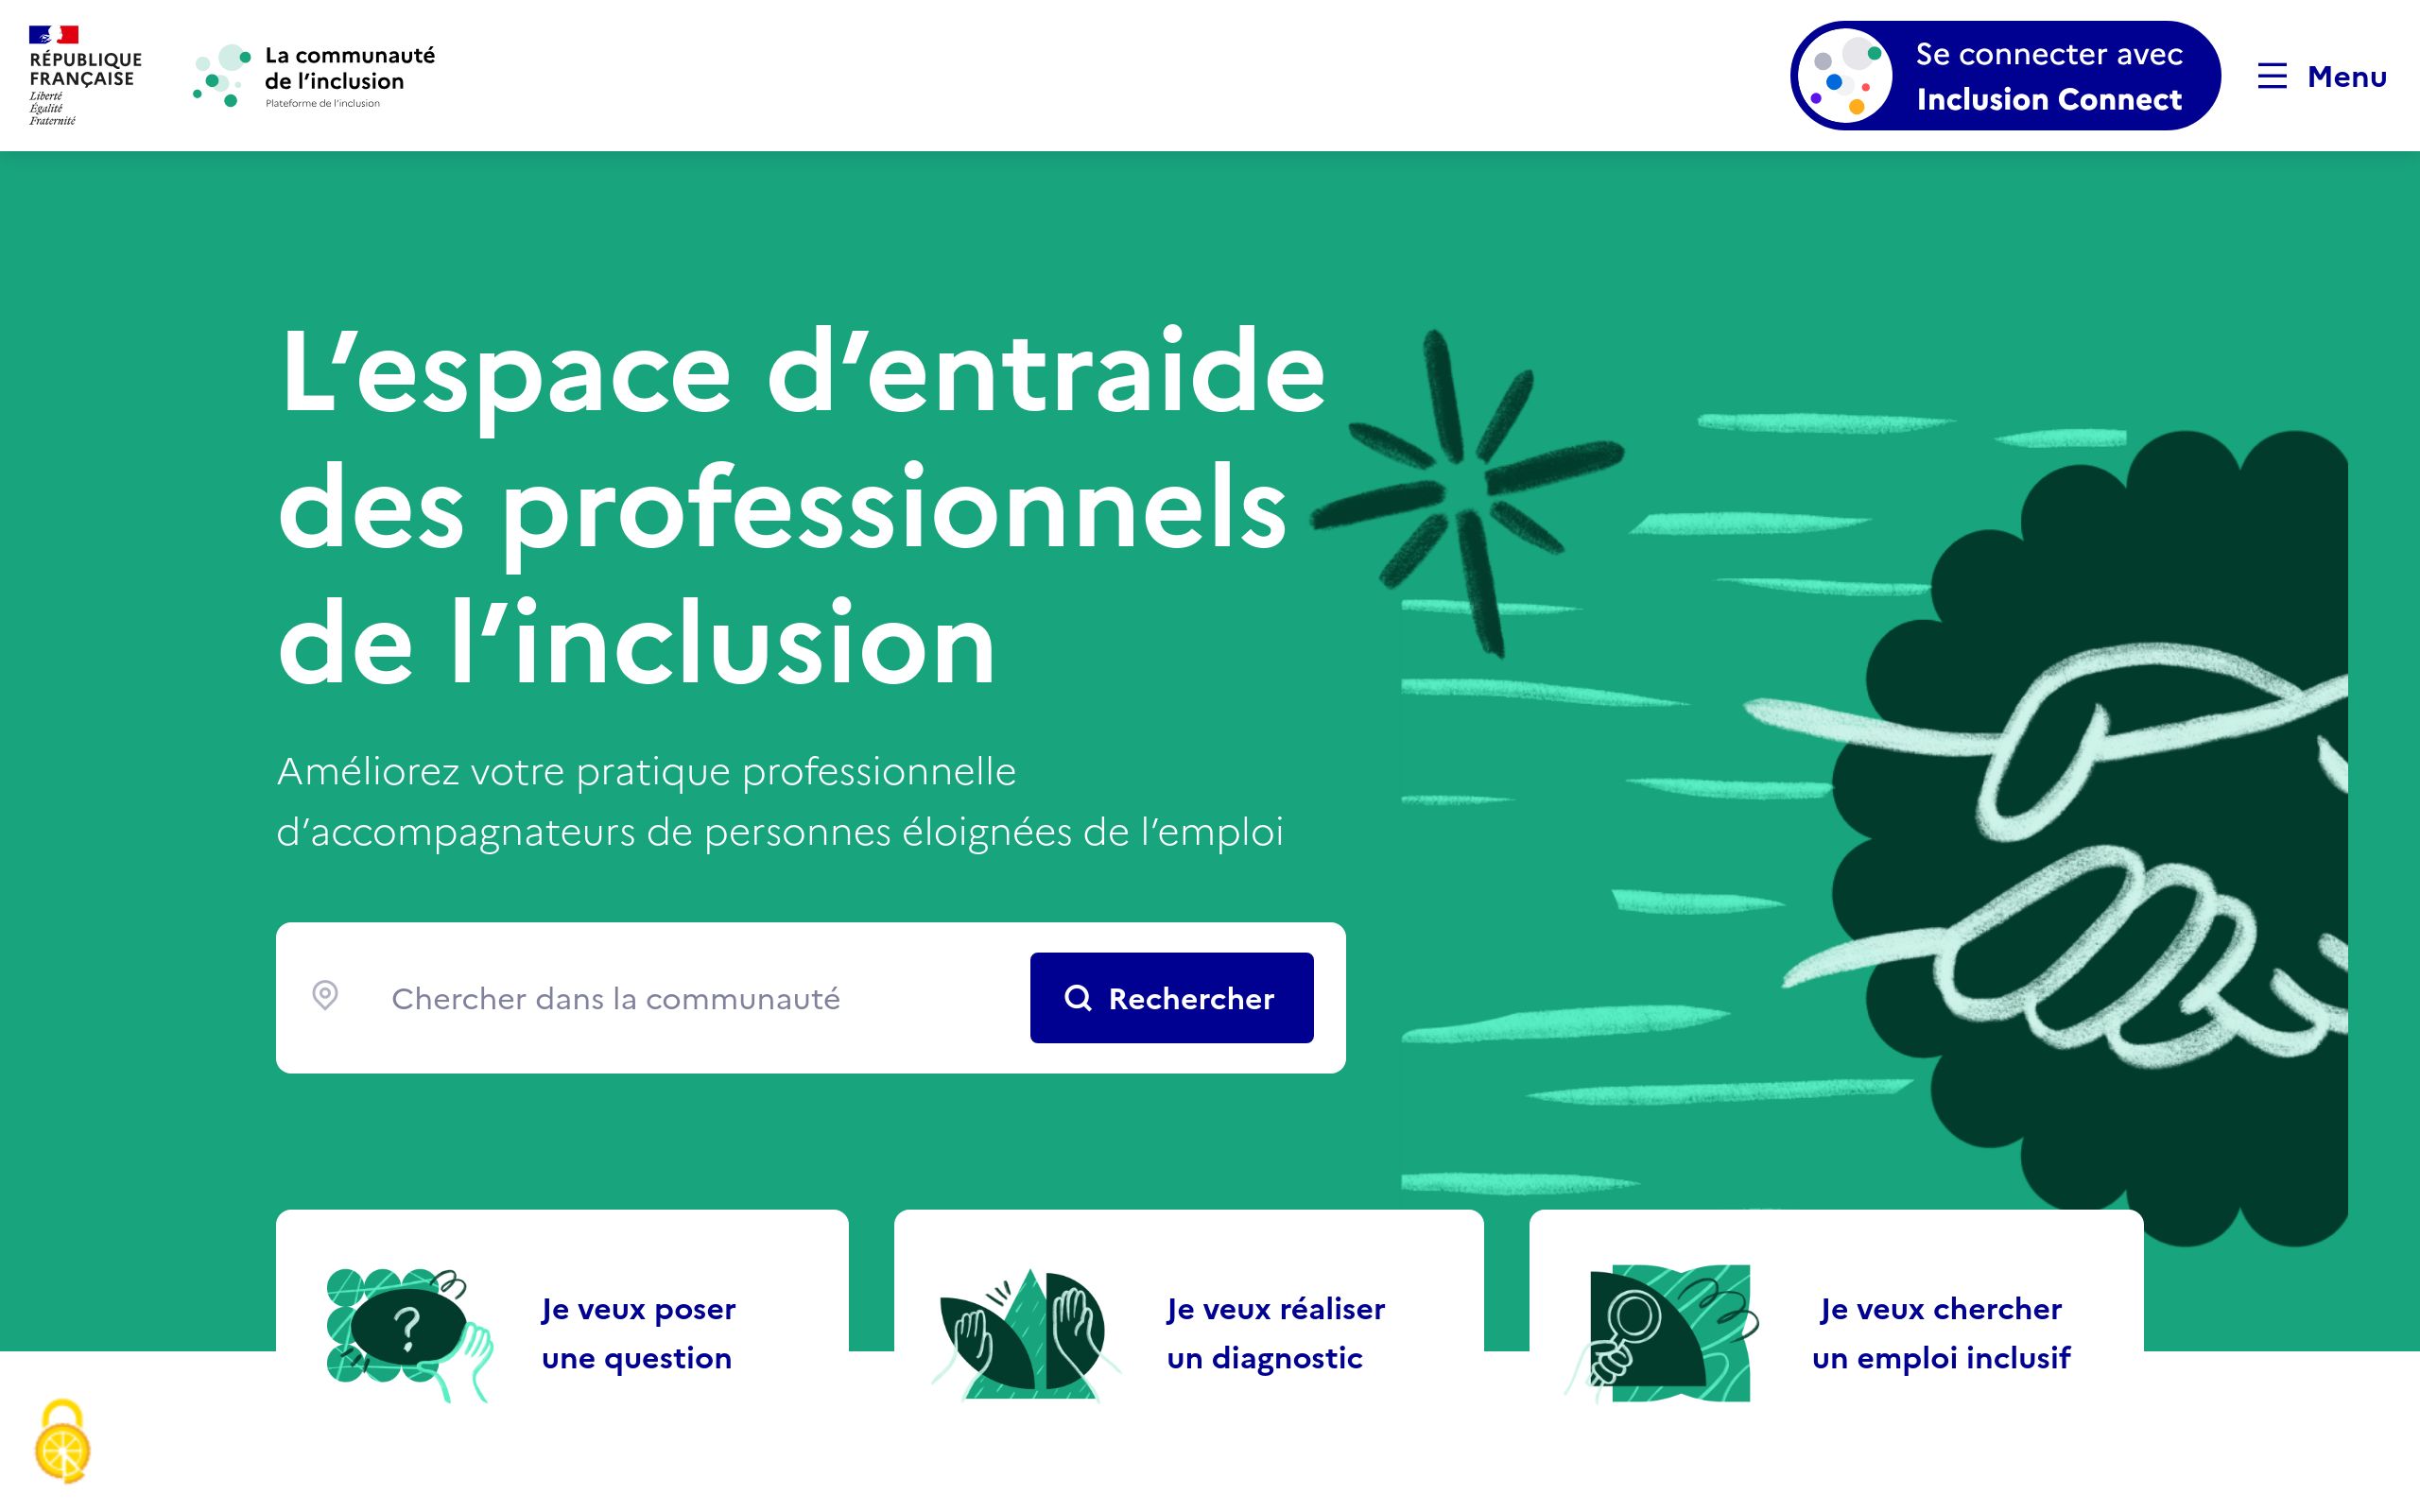 RÉPUBLIQUE
FRANÇAISE
Liberté
Égalité
Fraternité
La communauté
de l’inclusion
Plateforme de l’inclusion
Se connecter avec
Inclusion Connect
Menu
L’espace d’entraide
des professionnels
de l’inclusion
Améliorez votre pratique professionnelle
d’accompagnateurs de personnes éloignées de l’emploi
Chercher dans la communauté
Rechercher
?
Je veux poser
une question
Je veux réaliser
un diagnostic
Je veux chercher
un emploi inclusif